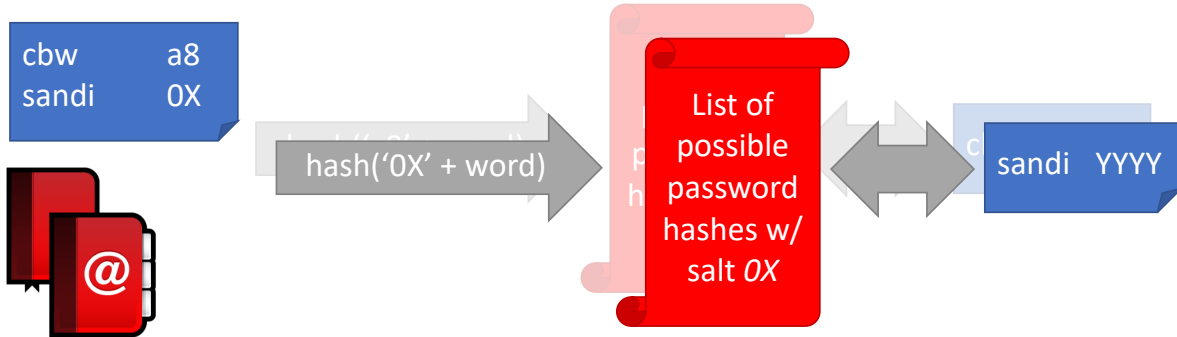 cbw a8
sandi 0X
@
hash('0X' + word)
List of
possible
password
hashes w/
salt 0X
sandi YYYY